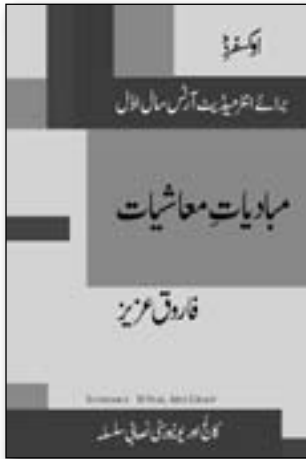 اوکسفرڈ
برائے انٹرمیڈیٹ آرٹس سال اوّل
مبادیاتِ معاشیات
فاروق عزیز
کالج اور یونیورسٹی نصابی سلسلہ